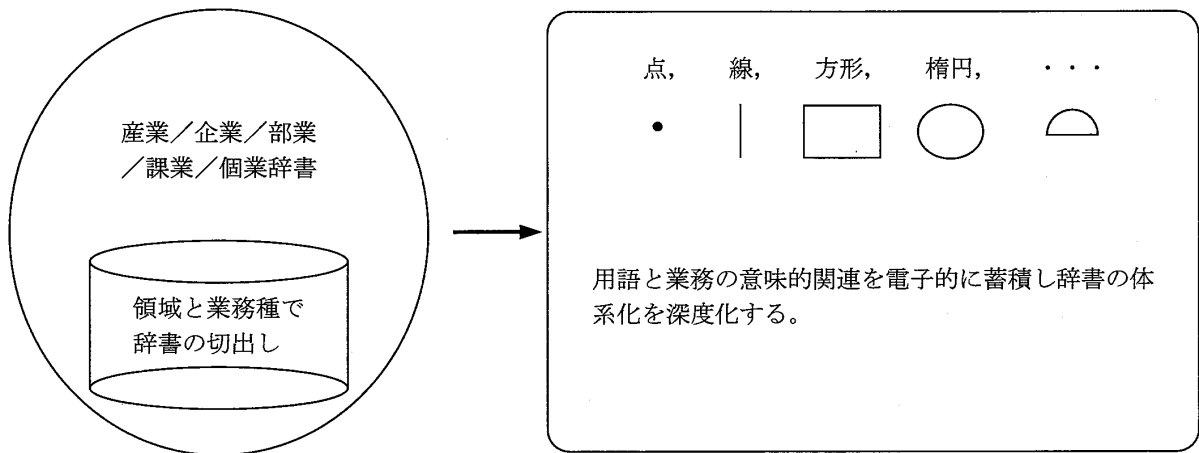 産業／企業／部業
／課業／個業辞書
領域と業務種で
辞書の切出し
点, 線, 方形, 楕円, ・・・
用語と業務の意味的関連を電子的に蓄積し辞書の体
系化を深度化する。